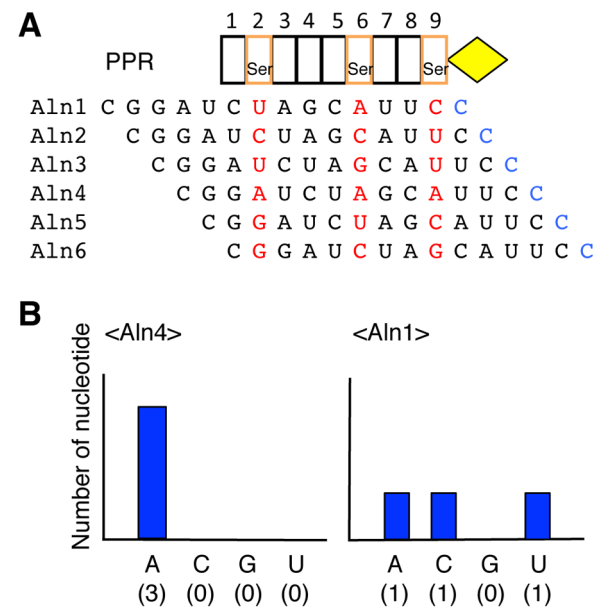 A
1 2 3 4 5 6 7 8 9
PPR
Ser Ser Ser
Aln1 C G G A U C U A G C A U U C C
Aln2 C G G A U C U A G C A U U C C
Aln3 C G G A U C U A G C A U U C C
Aln4 C G G A U C U A G C A U U C C
Aln5 C G G A U C U A G C A U U C C
Aln6 C G G A U C U A G C A U U C C
B
<Aln4> <Aln1>
Number of nucleotide
A C G U A C G U
(3) (0) (0) (0) (1) (1) (0) (1)